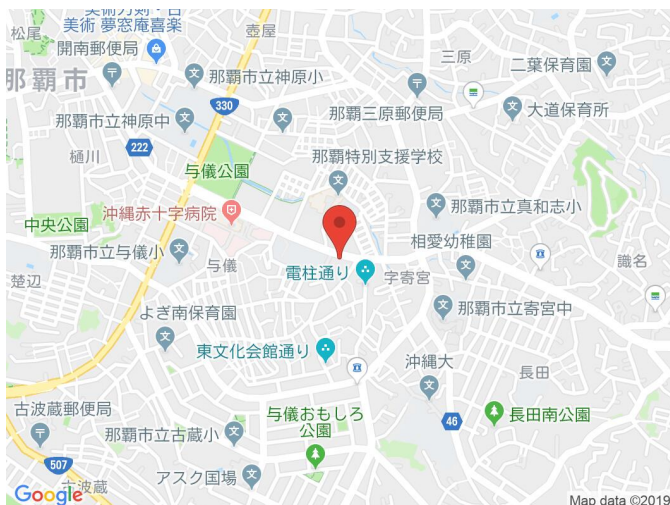 美術 夢窓庵喜楽
松尾
壺屋
開南郵便局
三原
二葉保育園
那覇市
那覇市立神原小
330
那覇三原郵便局
大道保育所
那覇市立神原中
222
樋川
那覇特別支援学校
与儀公園
沖縄赤十字病院
那覇市立真和志小
中央公園
相愛幼稚園
那覇市立与儀小
与儀
識名
電柱通り
字寄宮
楚辺
那覇市立寄宮中
よぎ南保育園
東文化会館通り
沖縄大
長田
古波蔵郵便局
与儀おもしろ
公園
長田南公園
46
那覇市立古蔵小
507
アスク国場
古波蔵
Google
Map data ©2019